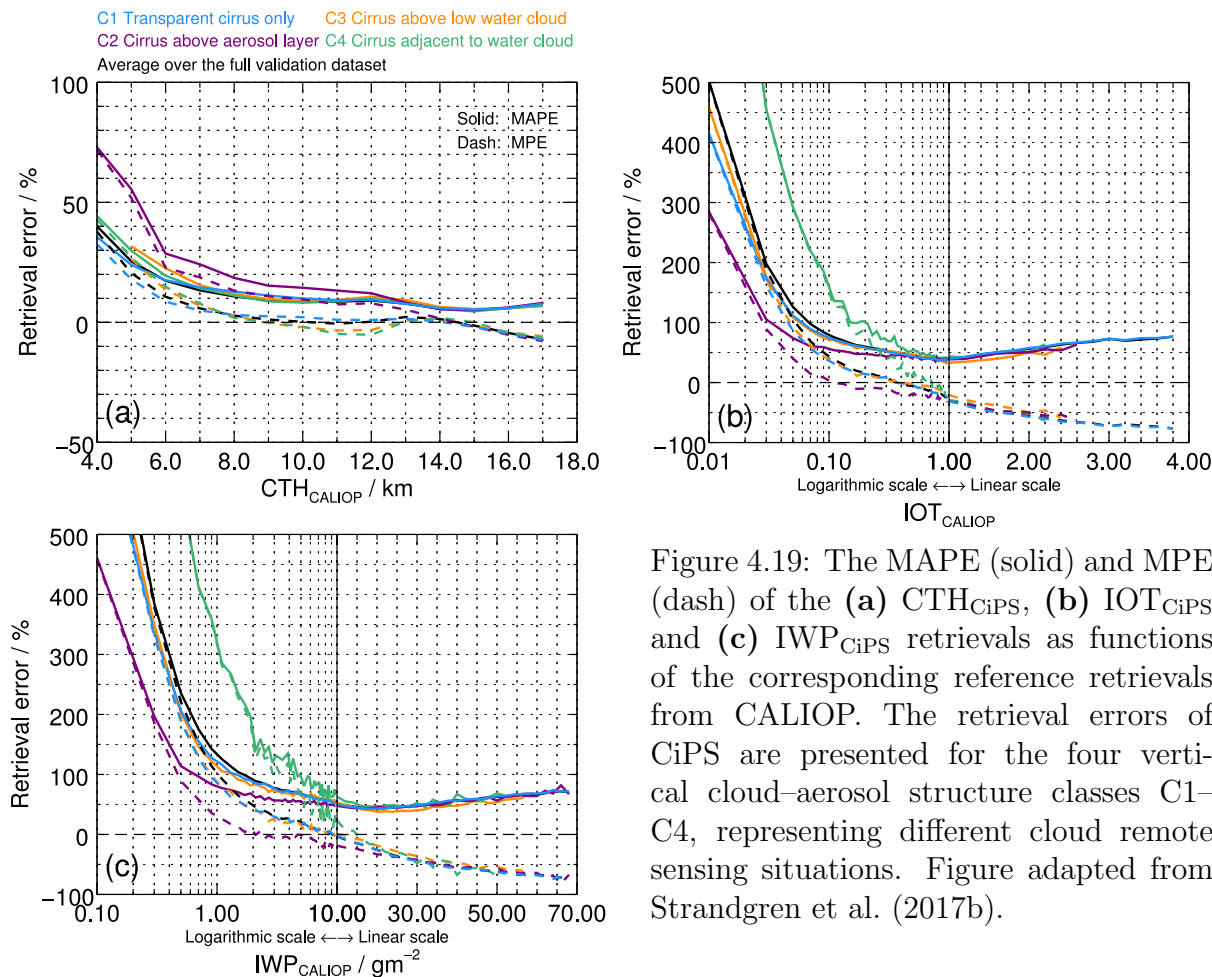 C1 Transparent cirrus only C3 Cirrus above low water cloud
C2 Cirrus above aerosol layer C4 Cirrus adjacent to water cloud
Average over the full validation dataset
100
50
0
−50
Retrieval error / %
Solid: MAPE
Dash: MPE
(a)
4.0 6.0 8.0 10.0 12.0 14.0 16.0 18.0
CTH_CALIOP / km
500
400
300
200
100
0
−100
Retrieval error / %
(b)
0.01 0.10 1.00 2.00 3.00 4.00
Logarithmic scale ←→ Linear scale
IOT_CALIOP
500
400
300
200
100
0
−100
Retrieval error / %
(c)
0.10 1.00 10.00 30.00 50.00 70.00
Logarithmic scale ←→ Linear scale
IWP_CALIOP / gm⁻²
Figure 4.19: The MAPE (solid) and MPE
(dash) of the (a) CTH_CiPS, (b) IOT_CiPS
and (c) IWP_CiPS retrievals as functions
of the corresponding reference retrievals
from CALIOP. The retrieval errors of
CiPS are presented for the four verti-
cal cloud–aerosol structure classes C1–
C4, representing different cloud remote
sensing situations. Figure adapted from
Strandgren et al. (2017b).